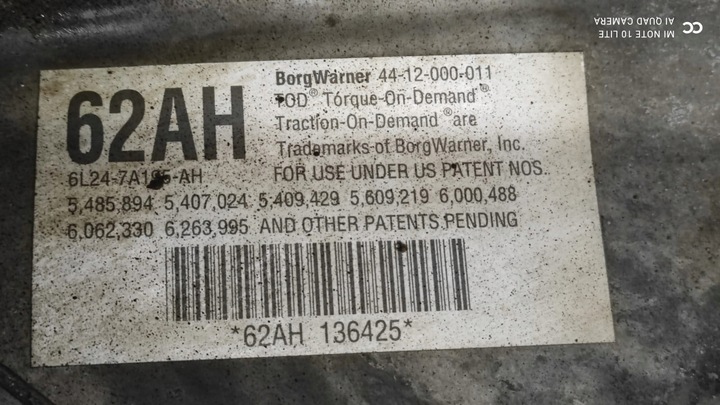 BorgWarner 44-12-000-011
TOD® Torque-On-Demand®
Traction-On-Demand® are
Trademarks of BorgWarner, Inc.
62AH
6L24-7A195-AH
FOR USE UNDER US PATENT NOS.
5,485,894 5,407,024 5,409,429 5,609,219 6,000,488
6,062,330 6,263,995 AND OTHER PATENTS PENDING
*62AH 136425*
MI NOTE 10 LITE
AI QUAD CAMERA